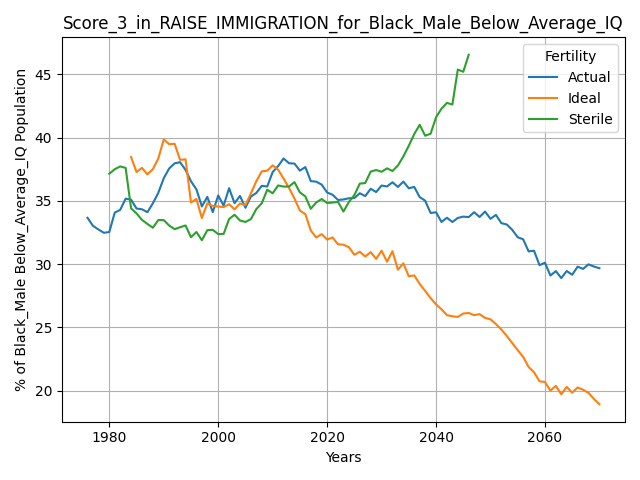 Score_3_in_RAISE_IMMIGRATION_for_Black_Male_Below_Average_IQ
% of Black_Male Below_Average_IQ Population
45
40
35
30
25
20
Fertility
Actual
Ideal
Sterile
1980 2000 2020 2040 2060
Years